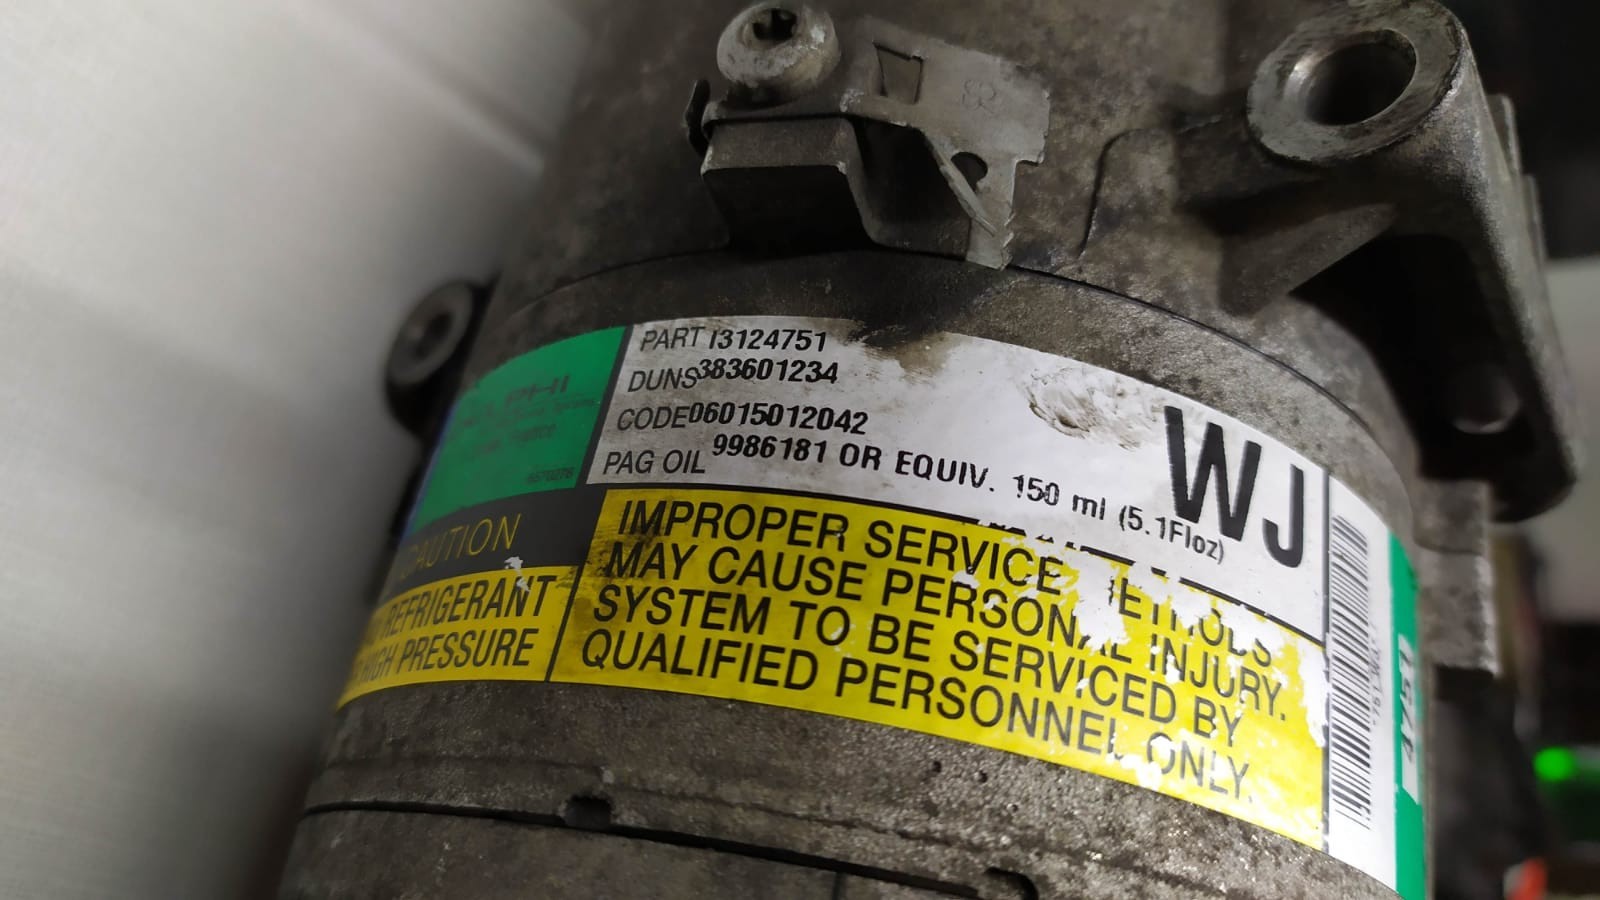 PART 13124751
DUNS 383601234
CODE 06015012042
PAG OIL 9986181 OR EQUIV. 150 ml (5.1Floz)
WJ
CAUTION
REFRIGERANT
HIGH PRESSURE
IMPROPER SERVICE
MAY CAUSE PERSONAL INJURY.
SYSTEM TO BE SERVICED BY
QUALIFIED PERSONNEL ONLY.
4751